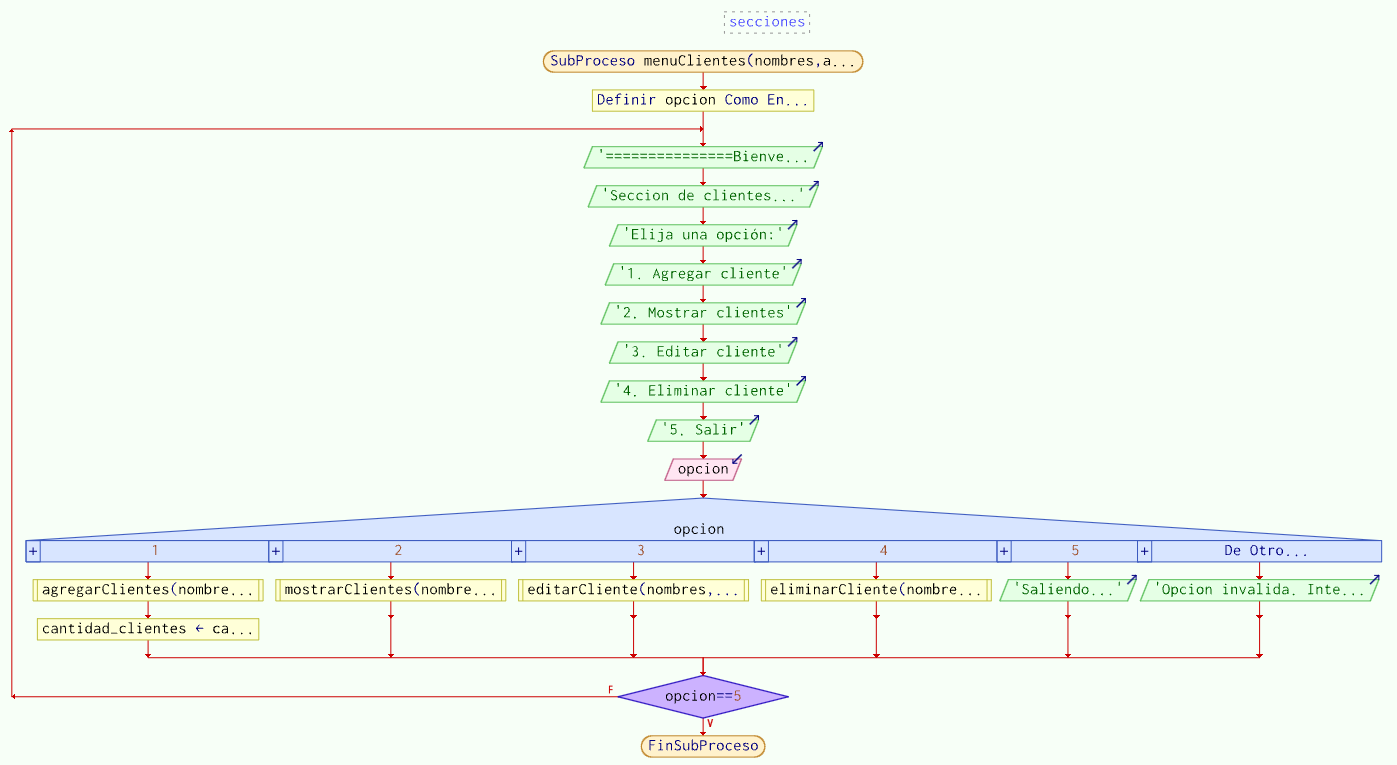 secciones
SubProceso menuClientes(nombres,a...
Definir opcion Como En...
'===============Bienve...
'Seccion de clientes...'
'Elija una opción:'
'1. Agregar cliente'
'2. Mostrar clientes'
'3. Editar cliente'
'4. Eliminar cliente'
'5. Salir'
opcion
opcion
+ 1 + 2 + 3 + 4 + 5 + De Otro...
agregarClientes(nombre... mostrarClientes(nombre... editarCliente(nombres,... eliminarCliente(nombre... 'Saliendo...' 'Opcion invalida. Inte...
cantidad_clientes ← ca...
F opcion==5
V
FinSubProceso